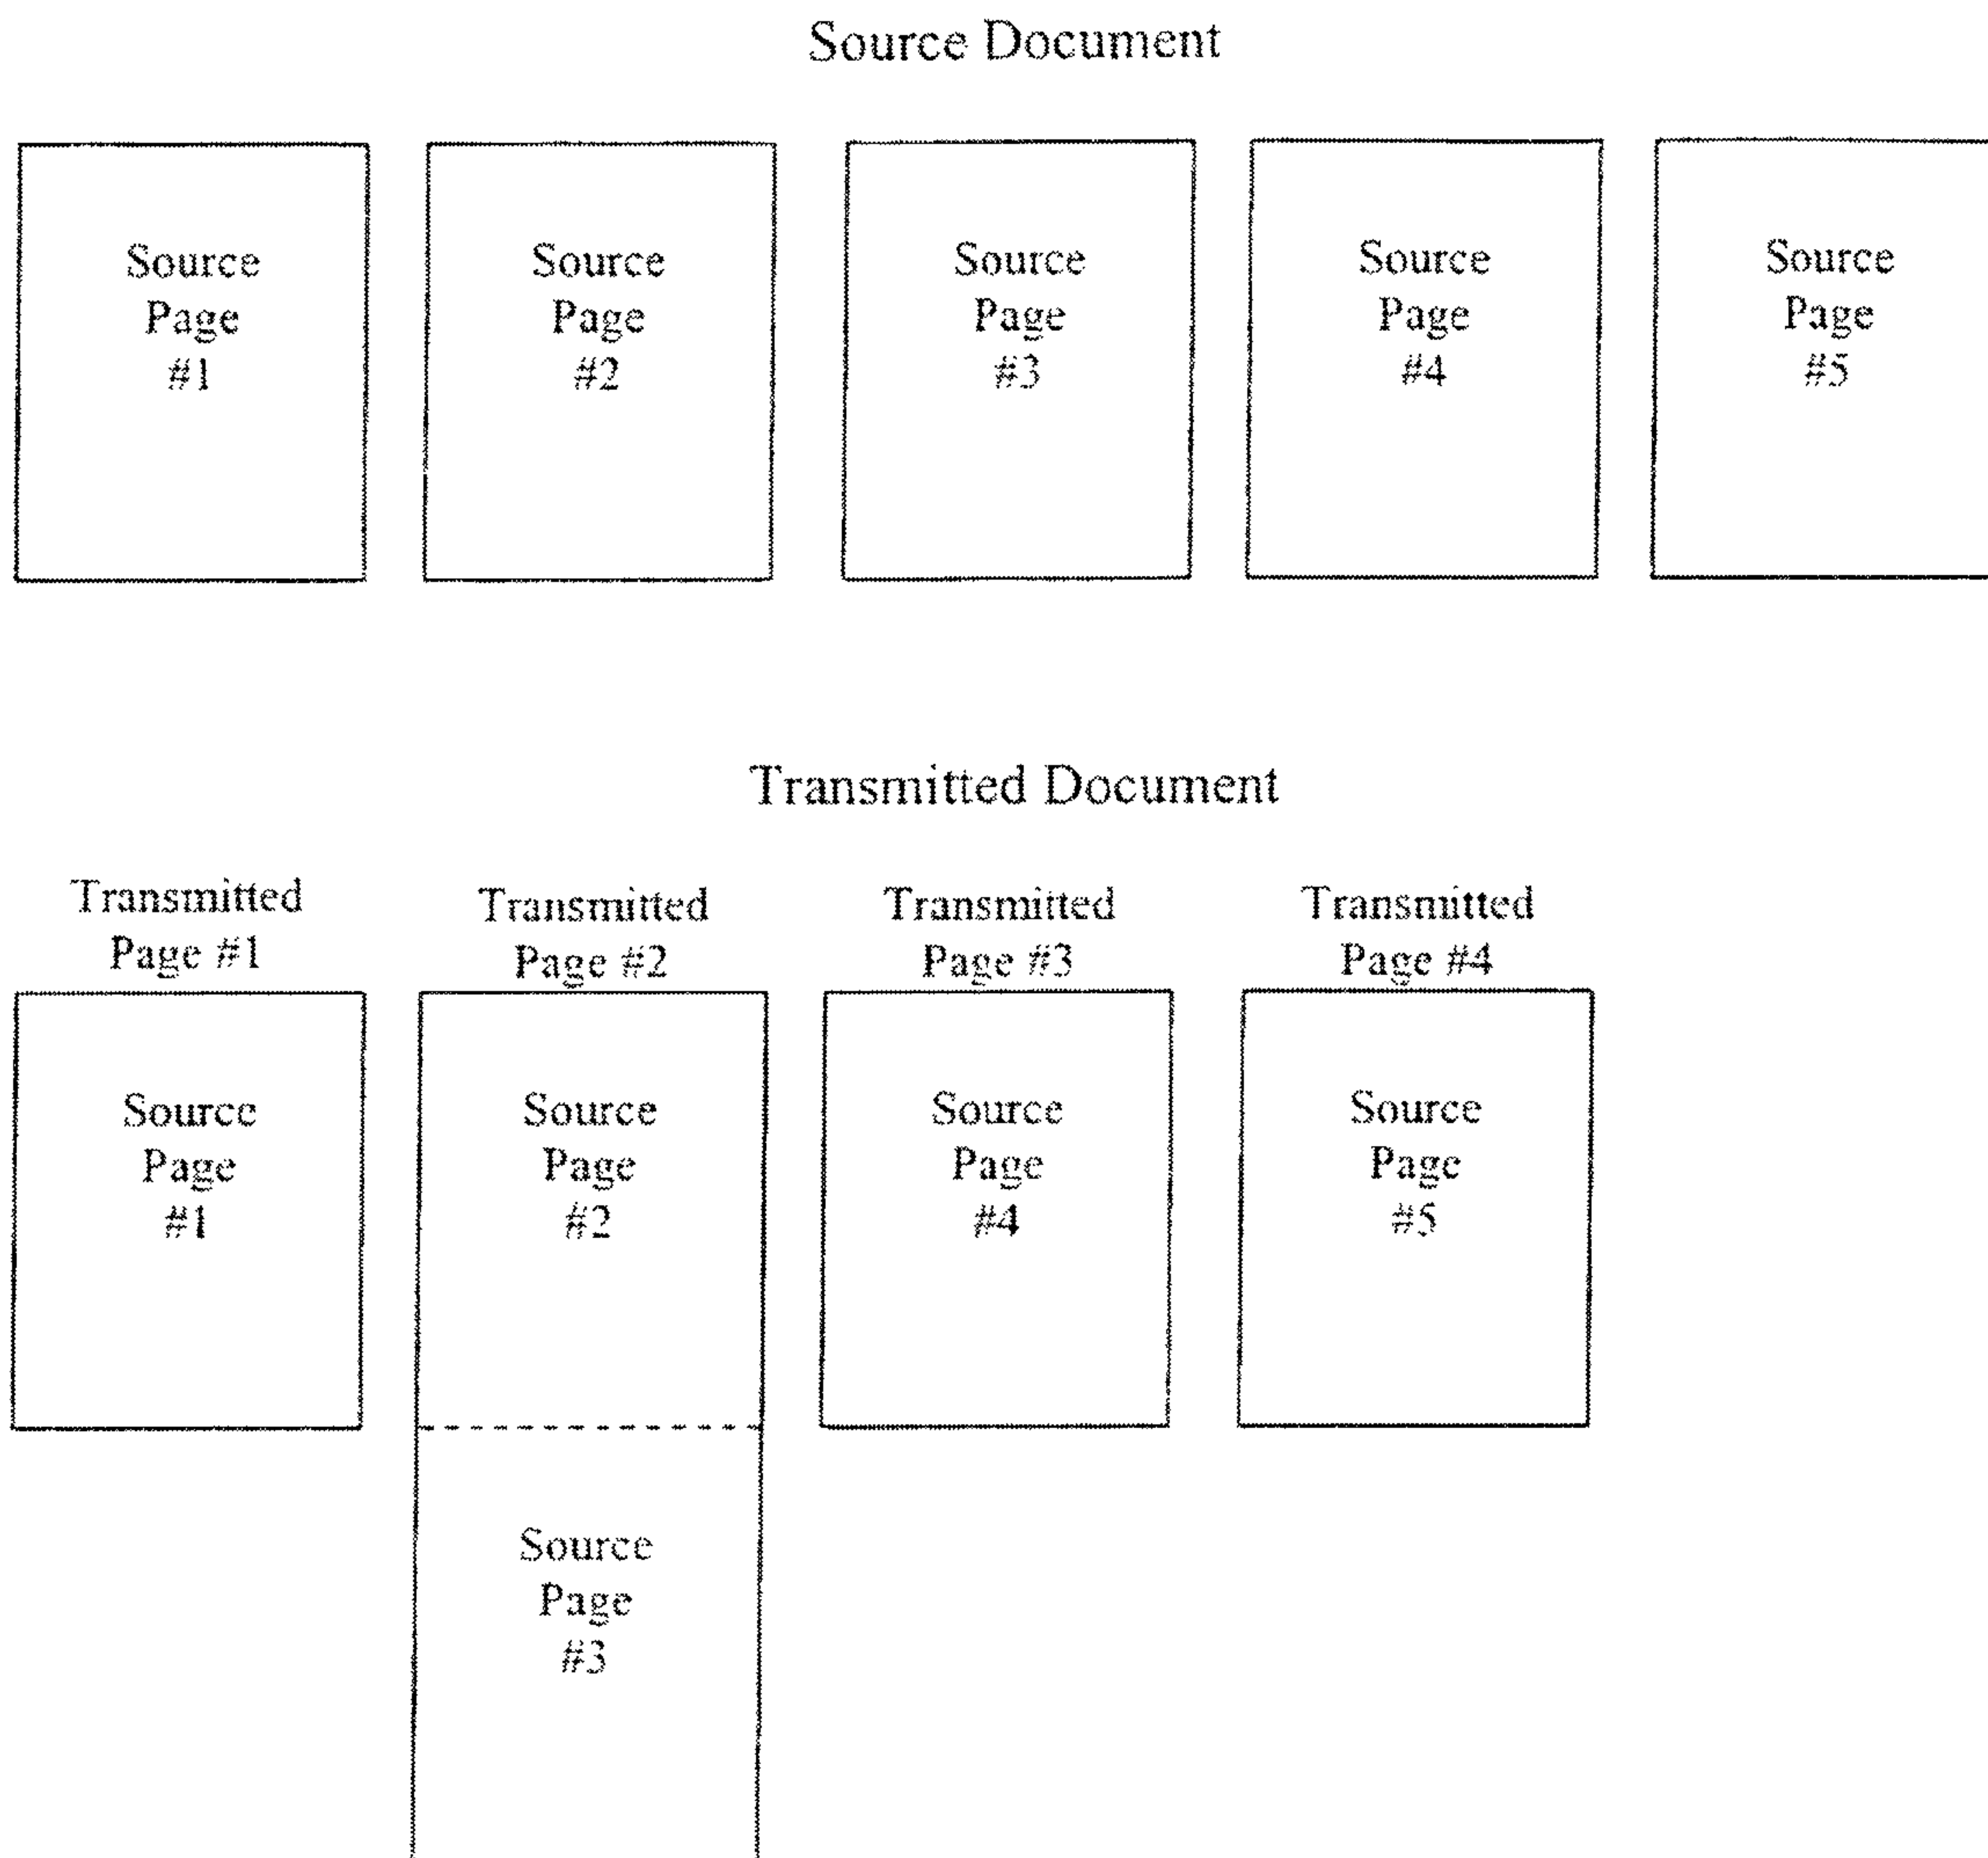 Source Document
Source
Page
#1
Source
Page
#2
Source
Page
#3
Source
Page
#4
Source
Page
#5
Transmitted Document
Transmitted
Page #1
Transmitted
Page #2
Transmitted
Page #3
Transmitted
Page #4
Source
Page
#1
Source
Page
#2
Source
Page
#4
Source
Page
#5
Source
Page
#3